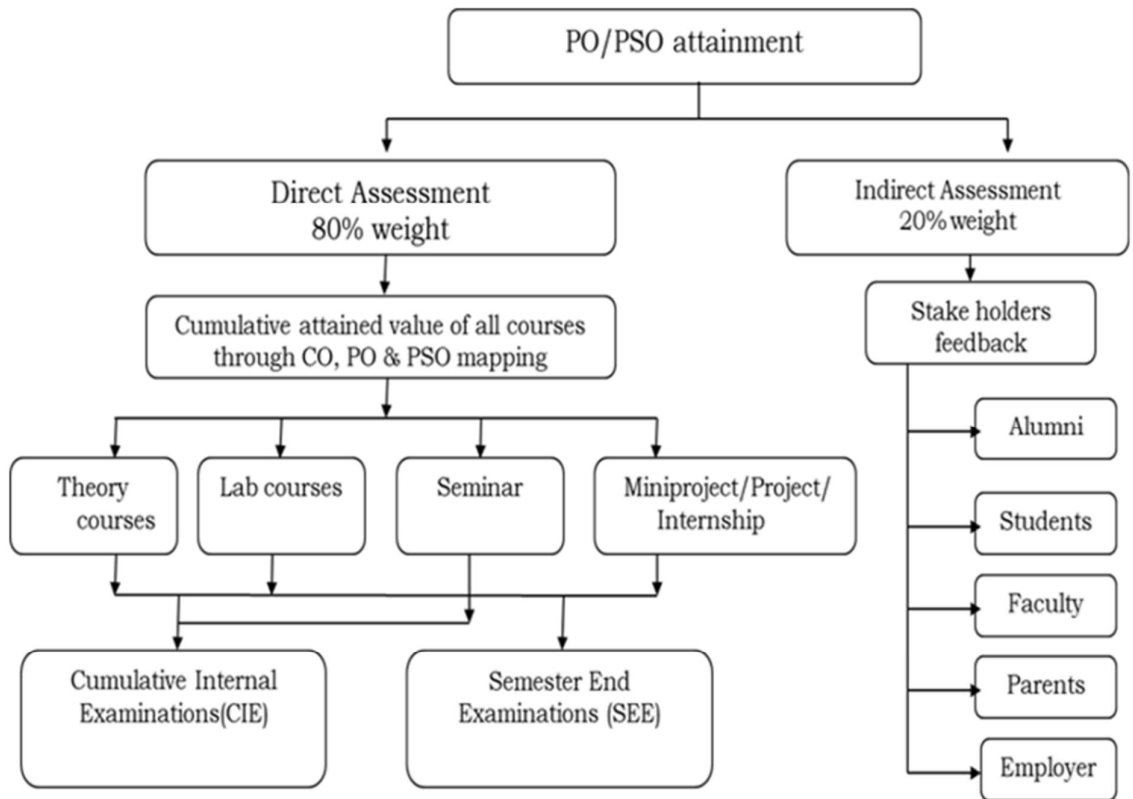 PO/PSO attainment
Direct Assessment
80% weight
Indirect Assessment
20% weight
Cumulative attained value of all courses
through CO, PO & PSO mapping
Stake holders
feedback
Theory
courses
Lab courses
Seminar
Miniproject/Project/
Internship
Alumni
Students
Faculty
Parents
Employer
Cumulative Internal
Examinations(CIE)
Semester End
Examinations (SEE)